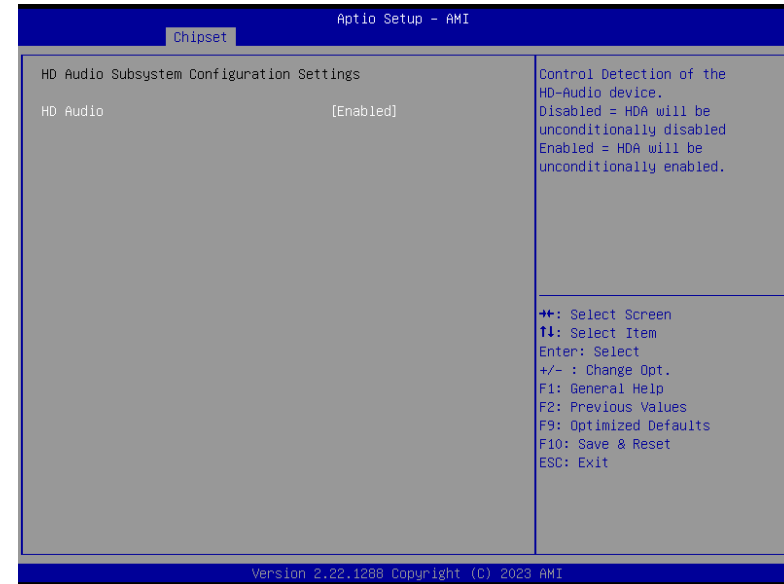 Aptio Setup – AMI
Chipset
HD Audio Subsystem Configuration Settings
HD Audio [Enabled]
Control Detection of the
HD-Audio device.
Disabled = HDA will be
unconditionally disabled
Enabled = HDA will be
unconditionally enabled.
→←: Select Screen
↑↓: Select Item
Enter: Select
+/- : Change Opt.
F1: General Help
F2: Previous Values
F9: Optimized Defaults
F10: Save & Reset
ESC: Exit
Version 2.22.1288 Copyright (C) 2023 AMI